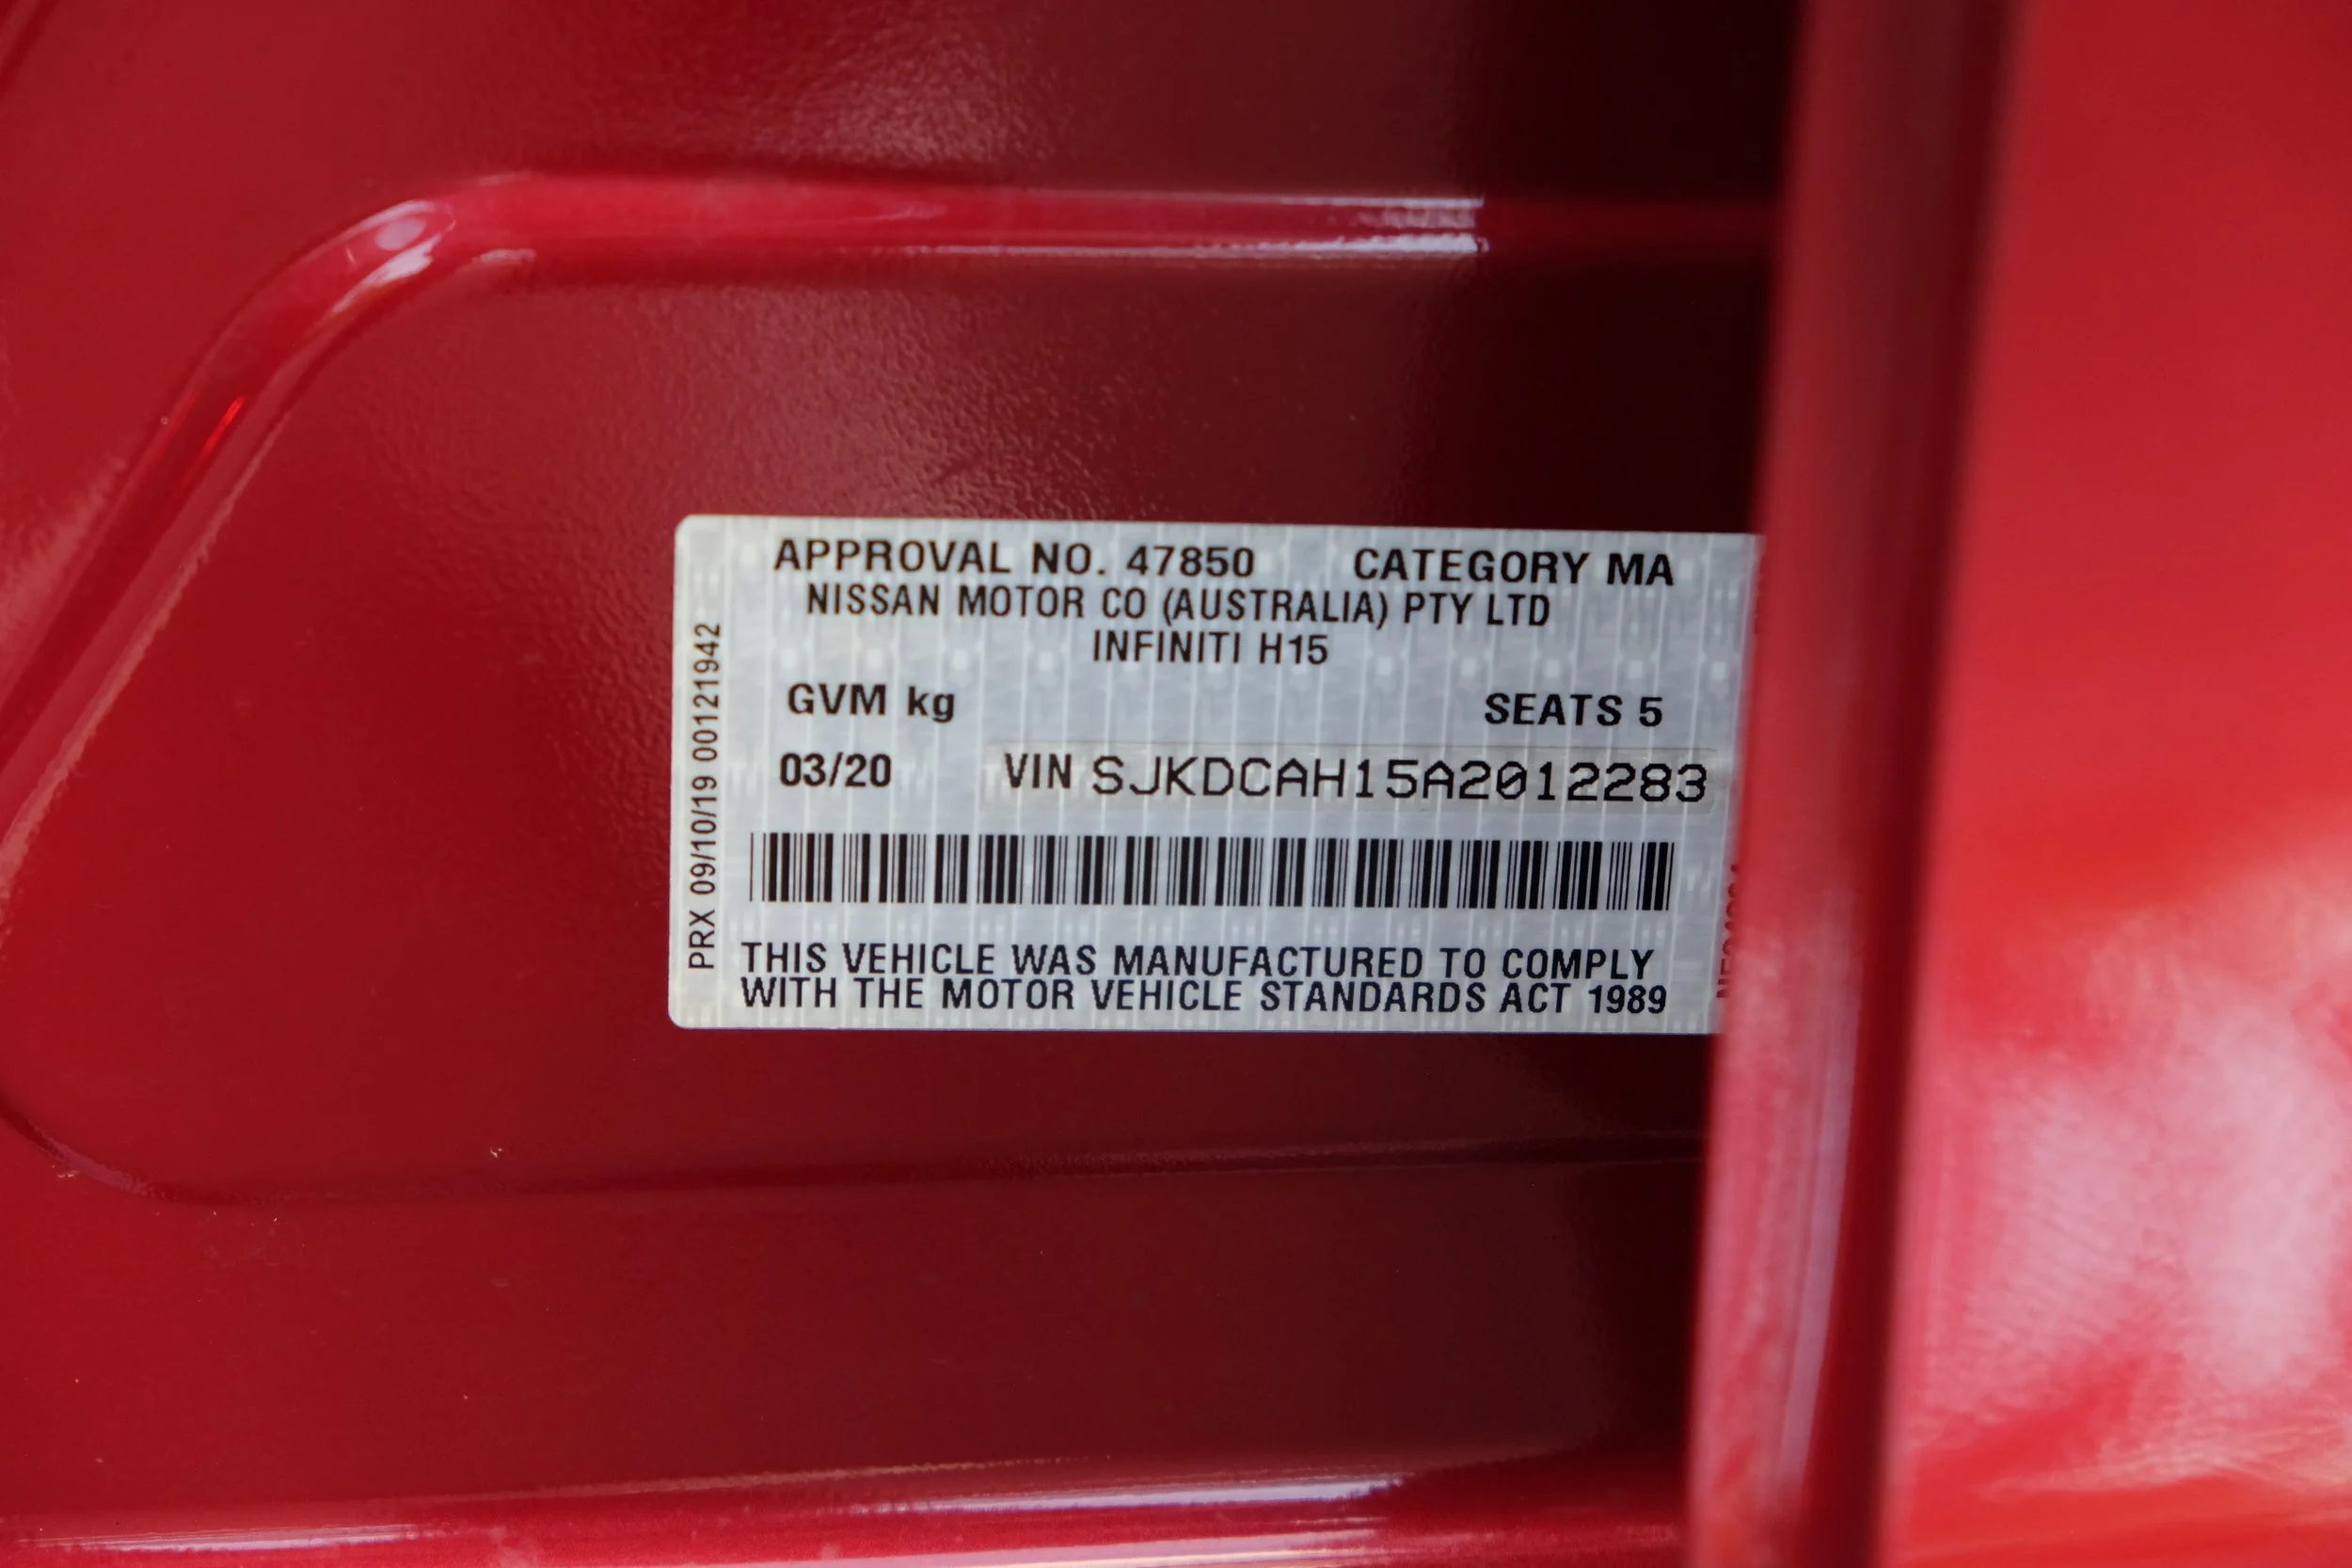 APPROVAL NO. 47850 CATEGORY MA
NISSAN MOTOR CO (AUSTRALIA) PTY LTD
INFINITI H15
GVM kg SEATS 5
03/20 VIN SJKDCAH15A2012283
THIS VEHICLE WAS MANUFACTURED TO COMPLY
WITH THE MOTOR VEHICLE STANDARDS ACT 1989
PRX 09/10/19 00121942